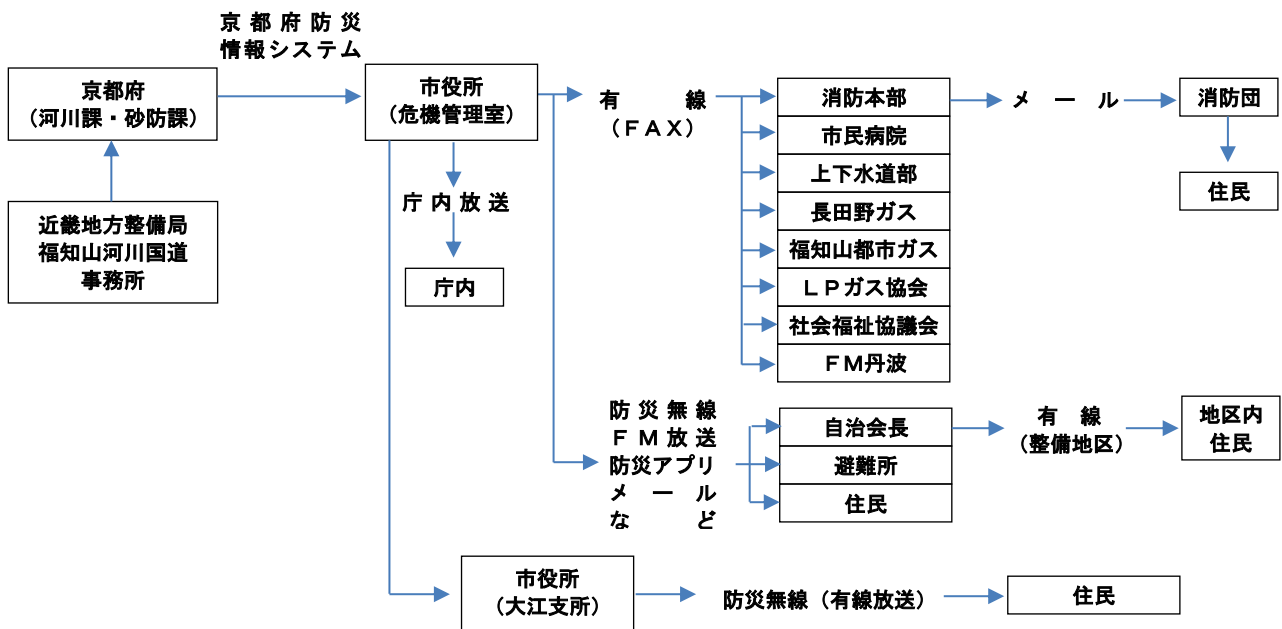 京都府防災
情報システム
京都府
（河川課・砂防課）
近畿地方整備局
福知山河川国道
事務所
市役所
（危機管理室）
庁内放送
庁内
有線
（ＦＡＸ）
消防本部
市民病院
上下水道部
長田野ガス
福知山都市ガス
ＬＰガス協会
社会福祉協議会
ＦＭ丹波
メール
消防団
住民
防災無線
ＦＭ放送
防災アプリ
メール
など
自治会長
避難所
住民
有線
（整備地区）
地区内
住民
市役所
（大江支所）
防災無線（有線放送）
住民